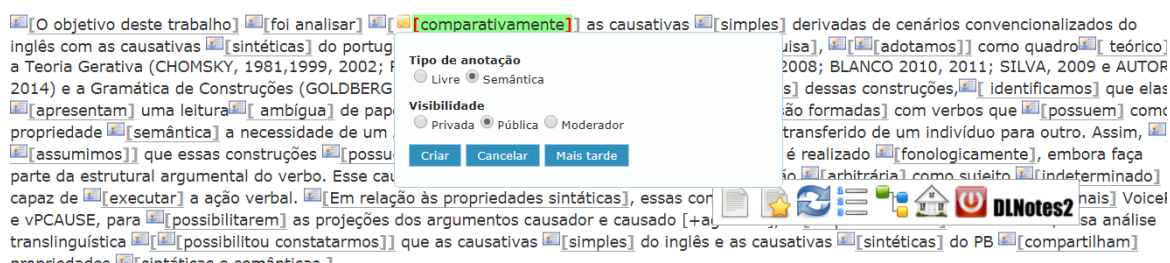 [O objetivo deste trabalho] [foi analisar] [ [comparativamente]] as causativas [simples] derivadas de cenários convencionalizados do
inglês com as causativas [sintéticas] do portug uisa], [ [adotamos]] como quadro [ teórico]
a Teoria Gerativa (CHOMSKY, 1981,1999, 2002; 2008; BLANCO 2010, 2011; SILVA, 2009 e AUTOR
2014) e a Gramática de Construções (GOLDBERG s] dessas construções, [ identificamos] que elas
[apresentam] uma leitura [ ambígua] de pap ão formadas] com verbos que [possuem] como
propriedade [semântica] a necessidade de um transferido de um indivíduo para outro. Assim,
[assumimos]] que essas construções [possu é realizado [fonologicamente], embora faça
parte da estrutural argumental do verbo. Esse cau o [arbitrária] como sujeito [indeterminado]
capaz de [executar] a ação verbal. [Em relação às propriedades sintáticas], essas con nais] Voice
e vPCAUSE, para [possibilitarem] as projeções dos argumentos causador e causado [+a sa análise
translinguística [ [possibilitou constatarmos]] que as causativas [simples] do inglês e as causativas [sintéticas] do PB [compartilham]
propriedades [sintáticas e semânticas ]
Tipo de anotação
Livre Semântica
Visibilidade
Privada Pública Moderador
Criar Cancelar Mais tarde
DLNotes2